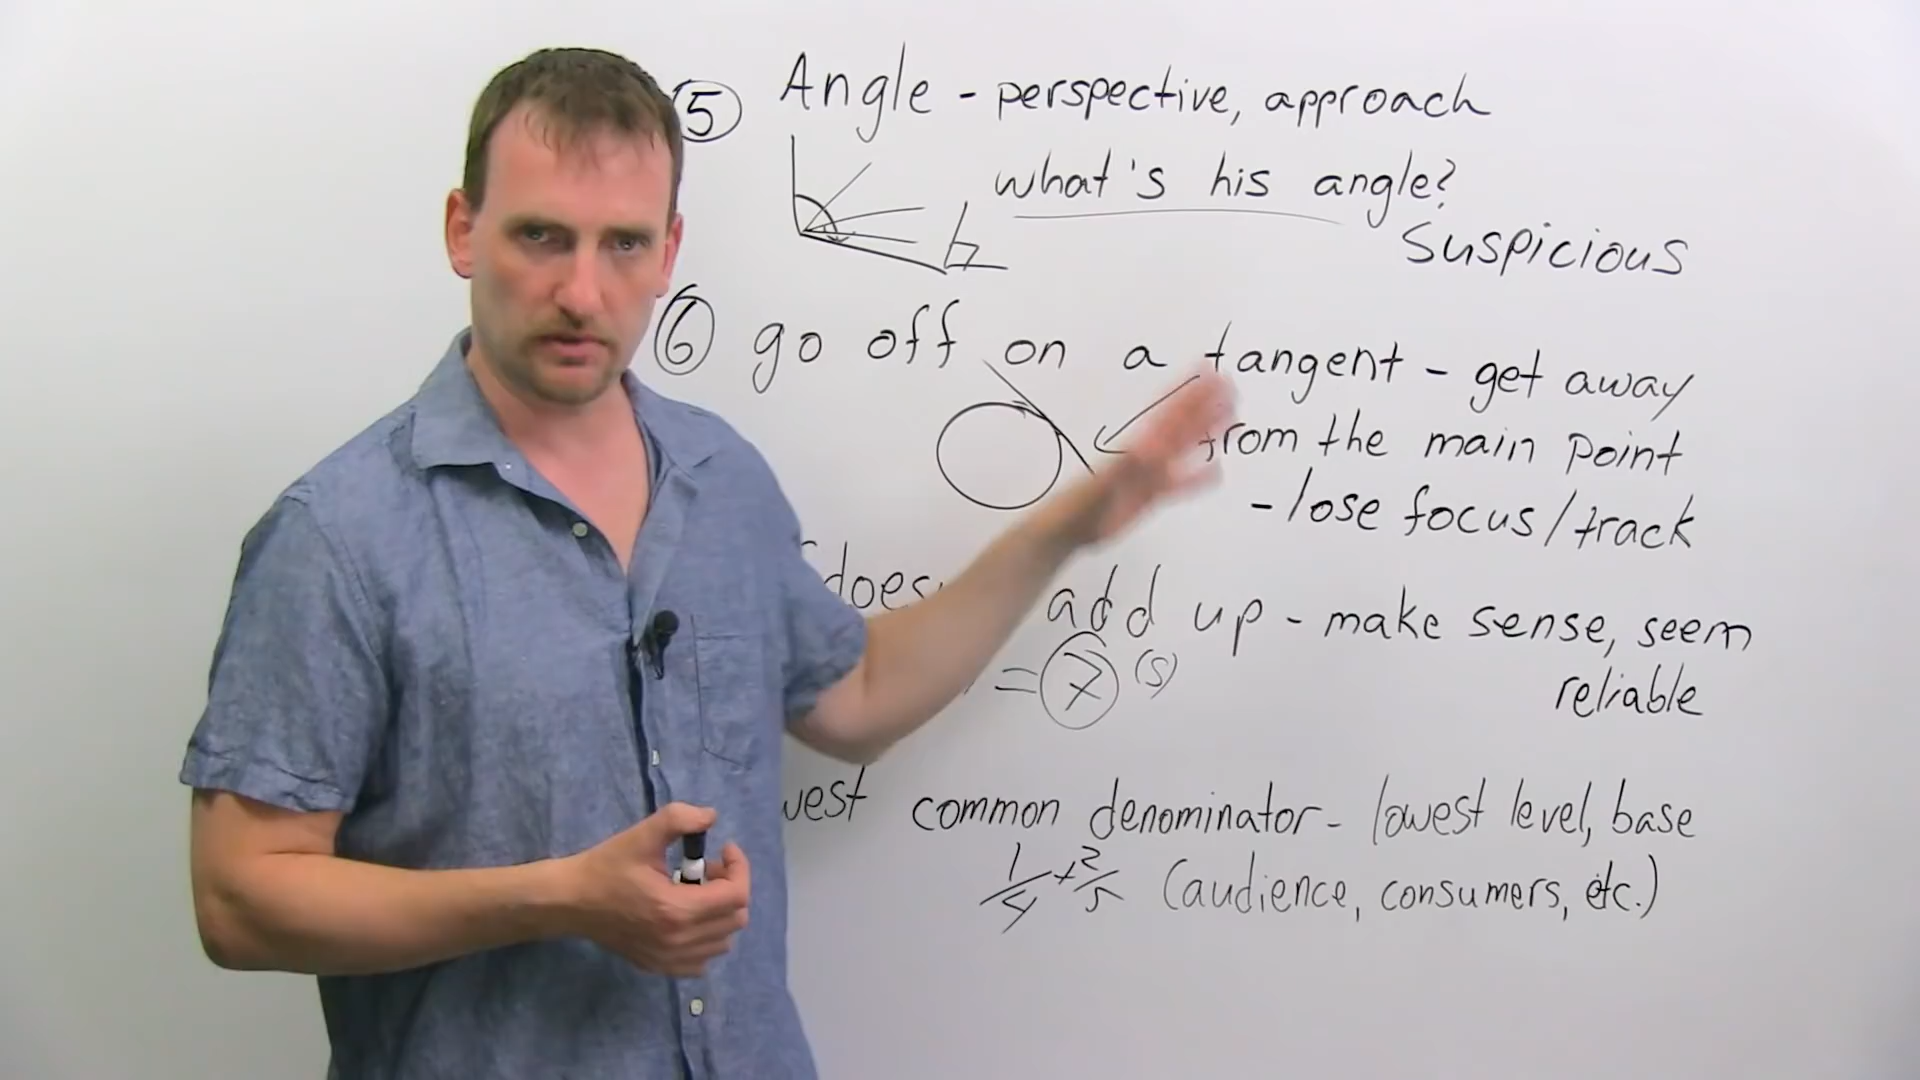 5 Angle - perspective, approach
what's his angle?
suspicious
6 go off on a tangent - get away
from the main point
- lose focus/track
add up - make sense, seem
= 7 (5)
reliable
common denominator - lowest level, base
1/4 + 2/5 (audience, consumers, etc.)